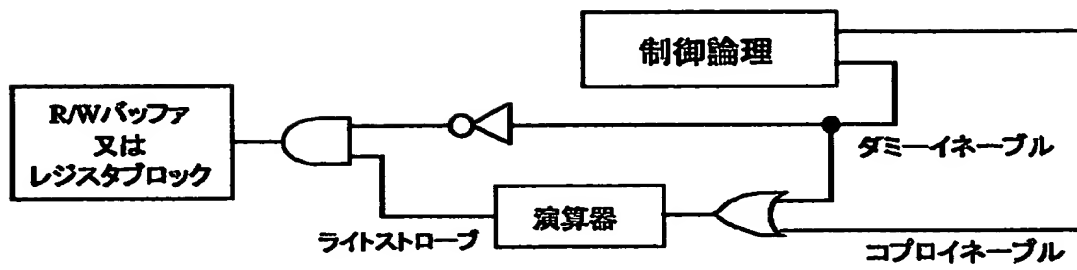 制御論理
R/Wバッファ
又は
レジスタブロック
ダミーイネーブル
演算器
ライトストローブ
コプロイネーブル